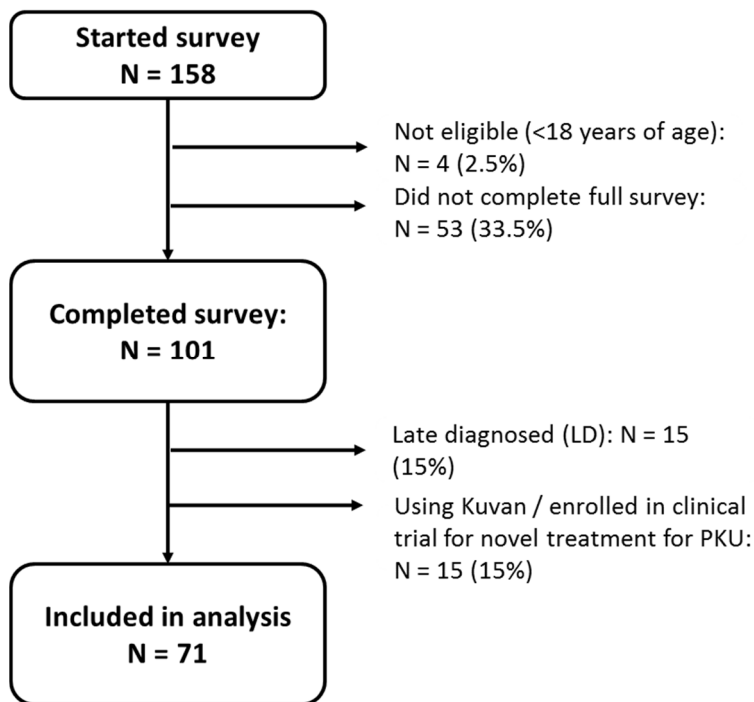 Started survey
N = 158
Not eligible (<18 years of age):
N = 4 (2.5%)
Did not complete full survey:
N = 53 (33.5%)
Completed survey:
N = 101
Late diagnosed (LD): N = 15
(15%)
Using Kuvan / enrolled in clinical
trial for novel treatment for PKU:
N = 15 (15%)
Included in analysis
N = 71